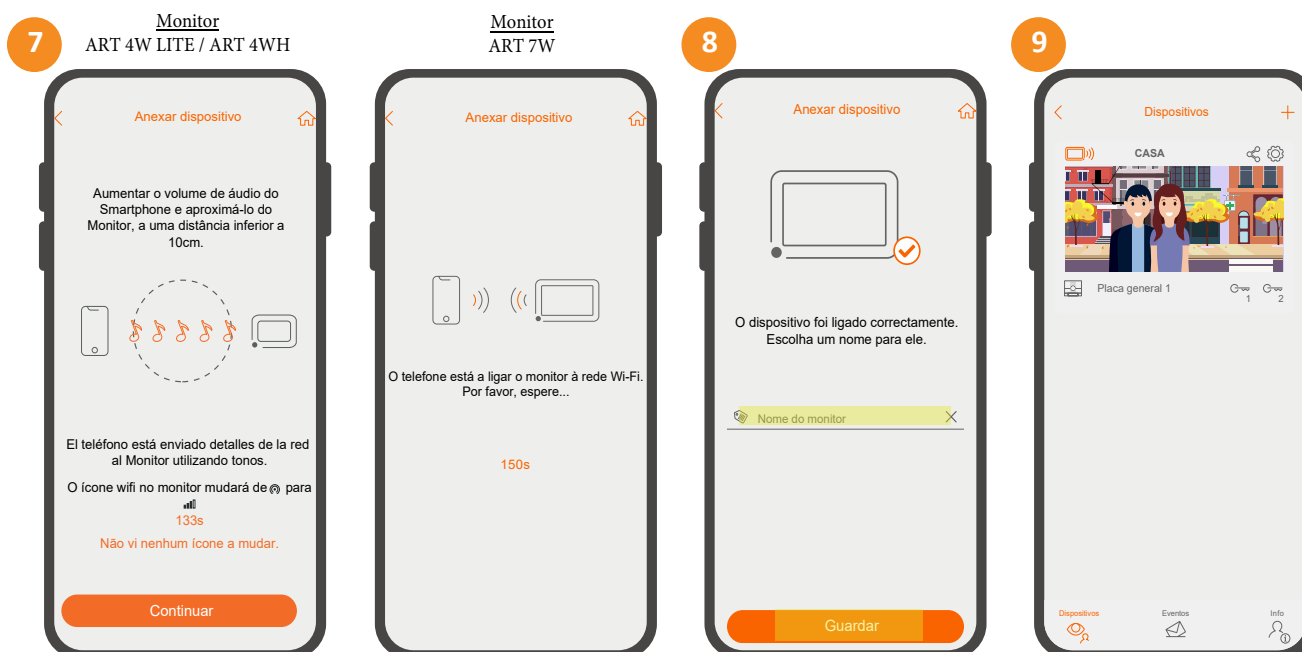 7
Monitor
ART 4W LITE / ART 4WH
Anexar dispositivo
Aumentar o volume de áudio do
Smartphone e aproximá-lo do
Monitor, a uma distância inferior a
10cm.
El teléfono está enviado detalles de la red
al Monitor utilizando tonos.
O ícone wifi no monitor mudará de para
133s
Não vi nenhum ícone a mudar.
Continuar
Monitor
ART 7W
Anexar dispositivo
O telefone está a ligar o monitor à rede Wi-Fi.
Por favor, espere...
150s
8
Anexar dispositivo
O dispositivo foi ligado correctamente.
Escolha um nome para ele.
Nome do monitor
Guardar
9
Dispositivos
CASA
Placa general 1
1 2
Dispositivos Eventos Info